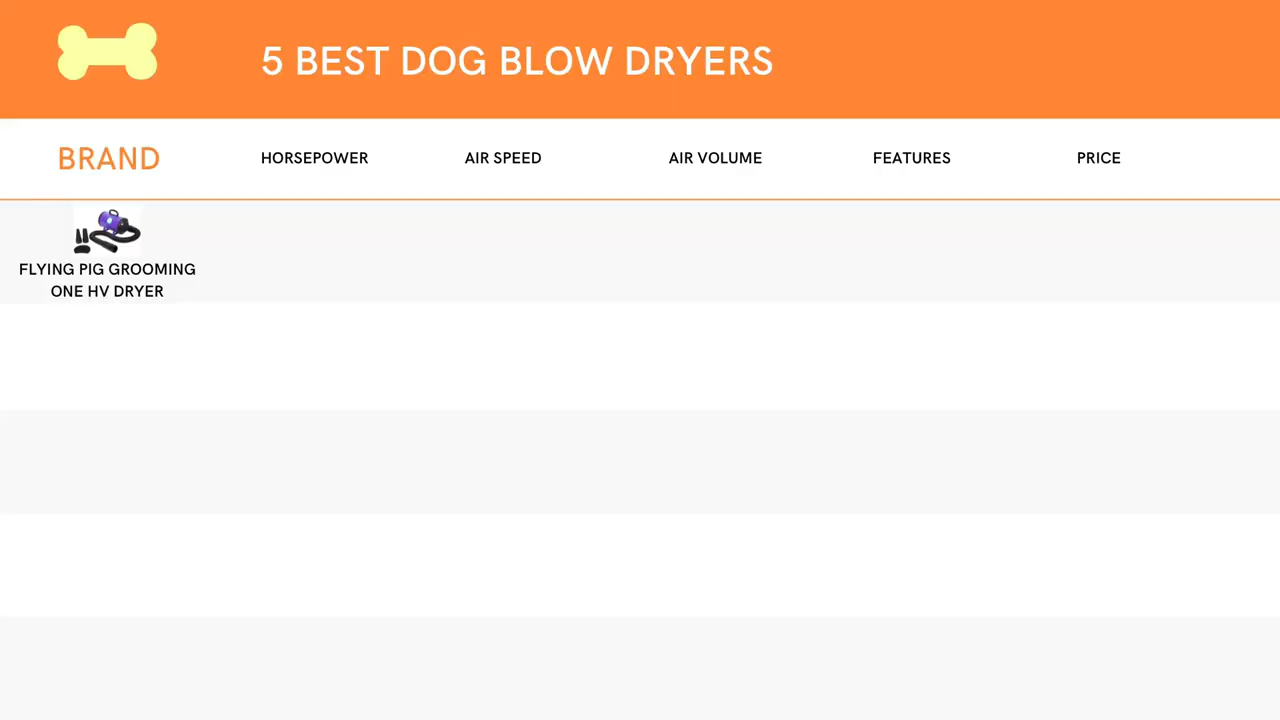 5 BEST DOG BLOW DRYERS
BRAND
HORSEPOWER
AIR SPEED
AIR VOLUME
FEATURES
PRICE
FLYING PIG GROOMING
ONE HV DRYER